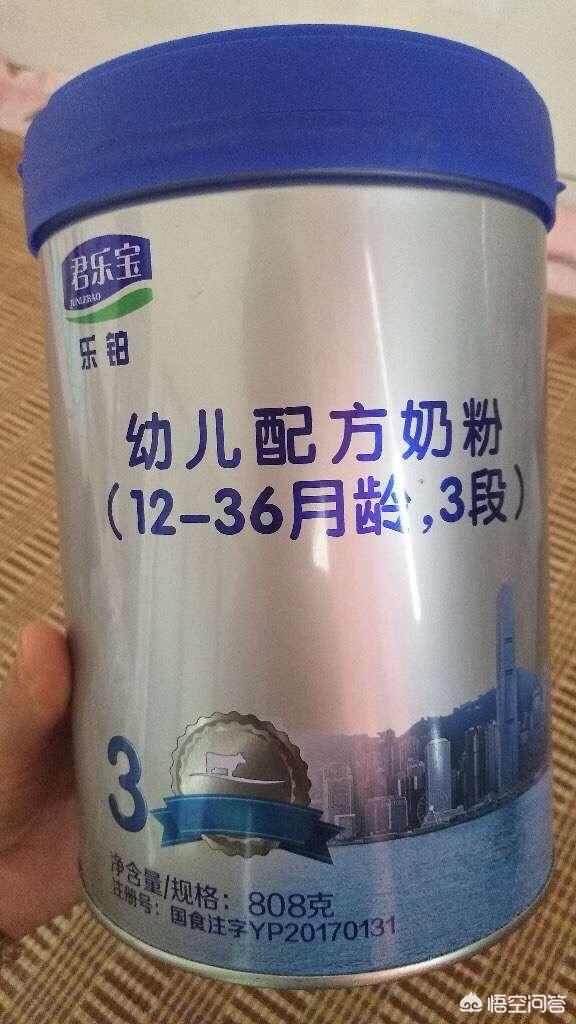 君乐宝
JUNLEBAO
乐铂
幼儿配方奶粉
（12-36月龄,3段）
3
净含量/规格：808克
注册号：国食注字YP20170131
悟空问答